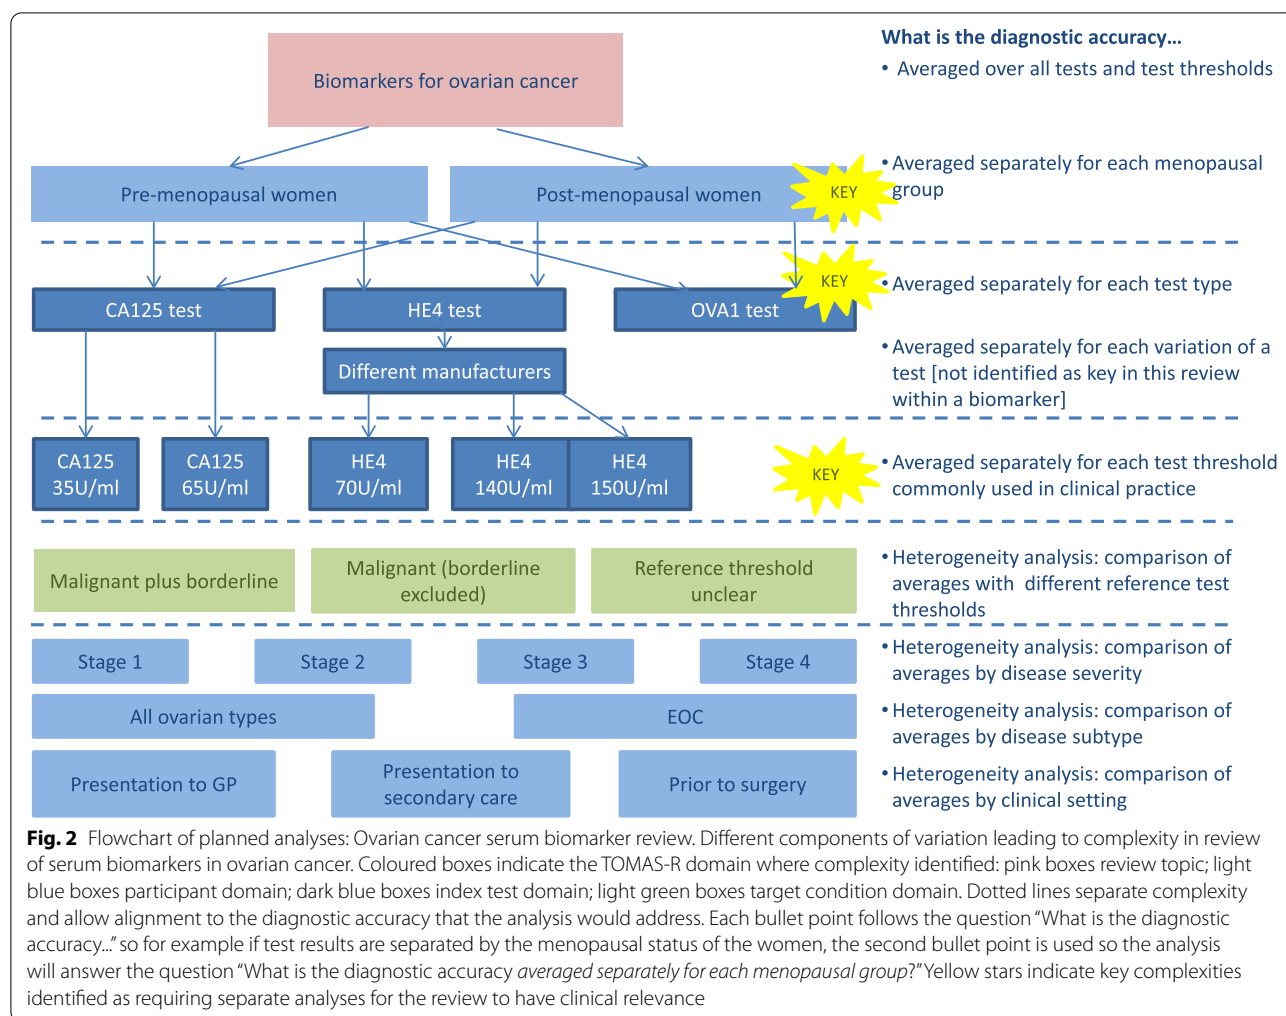 What is the diagnostic accuracy...
• Averaged over all tests and test thresholds
Biomarkers for ovarian cancer
Pre-menopausal women
Post-menopausal women
KEY
• Averaged separately for each menopausal
group
CA125 test
HE4 test
OVA1 test
KEY
• Averaged separately for each test type
Different manufacturers
• Averaged separately for each variation of a
test [not identified as key in this review
within a biomarker]
CA125
35U/ml
CA125
65U/ml
HE4
70U/ml
HE4
140U/ml
HE4
150U/ml
KEY
• Averaged separately for each test threshold
commonly used in clinical practice
Malignant plus borderline
Malignant (borderline
excluded)
Reference threshold
unclear
• Heterogeneity analysis: comparison of
averages with different reference test
thresholds
Stage 1
Stage 2
Stage 3
Stage 4
• Heterogeneity analysis: comparison of
averages by disease severity
All ovarian types
EOC
• Heterogeneity analysis: comparison of
averages by disease subtype
Presentation to GP
Presentation to
secondary care
Prior to surgery
• Heterogeneity analysis: comparison of
averages by clinical setting
Fig. 2 Flowchart of planned analyses: Ovarian cancer serum biomarker review. Different components of variation leading to complexity in review
of serum biomarkers in ovarian cancer. Coloured boxes indicate the TOMAS-R domain where complexity identified: pink boxes review topic; light
blue boxes participant domain; dark blue boxes index test domain; light green boxes target condition domain. Dotted lines separate complexity
and allow alignment to the diagnostic accuracy that the analysis would address. Each bullet point follows the question “What is the diagnostic
accuracy...” so for example if test results are separated by the menopausal status of the women, the second bullet point is used so the analysis
will answer the question “What is the diagnostic accuracy averaged separately for each menopausal group?” Yellow stars indicate key complexities
identified as requiring separate analyses for the review to have clinical relevance